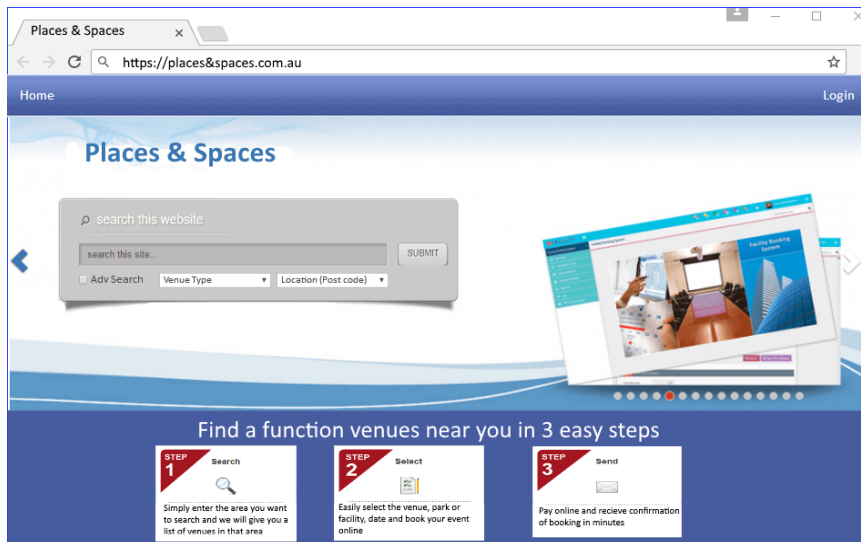 Places & Spaces
https://places&spaces.com.au
Home
Login
Places & Spaces
search this website
search this site...
SUBMIT
Adv Search
Venue Type
Location (Post code)
Facility Booking
System
Find a function venues near you in 3 easy steps
STEP
1
Search
Simply enter the area you want
to search and we will give you a
list of venues in that area
STEP
2
Select
Easily select the venue, park or
facility, date and book your event
online
STEP
3
Send
Pay online and recieve confirmation
of booking in minutes